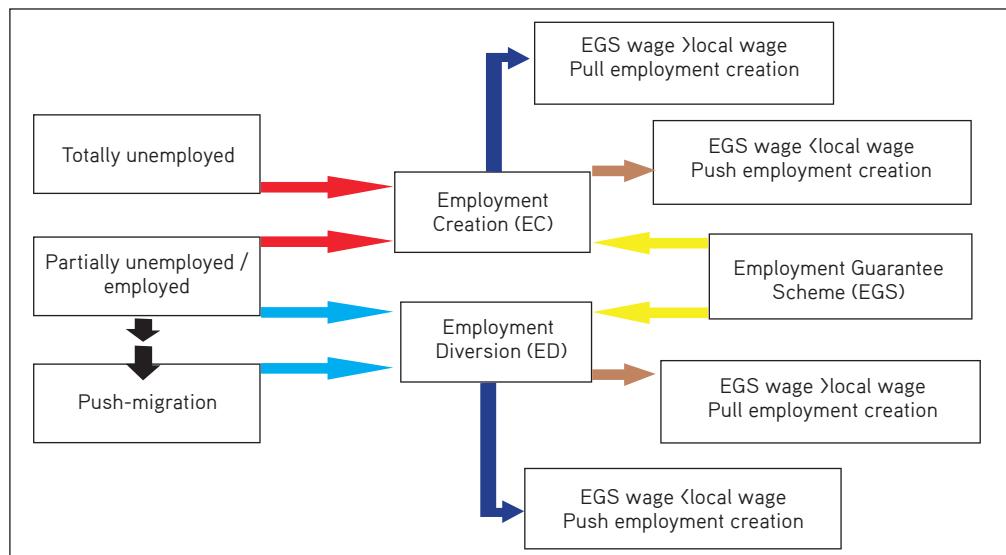 EGS wage >local wage
Pull employment creation
Totally unemployed
EGS wage <local wage
Push employment creation
Employment
Creation (EC)
Partially unemployed /
employed
Employment Guarantee
Scheme (EGS)
Employment
Diversion (ED)
Push-migration
EGS wage >local wage
Pull employment creation
EGS wage <local wage
Push employment creation